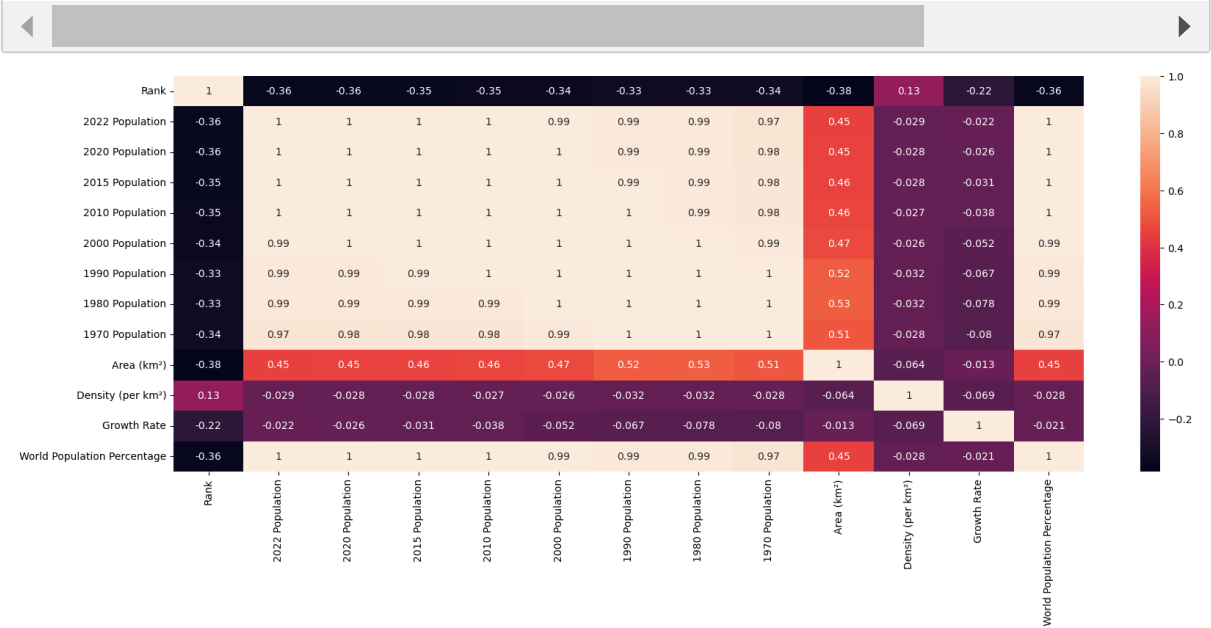 Rank 1 -0.36 -0.36 -0.35 -0.35 -0.34 -0.33 -0.33 -0.34 -0.38 0.13 -0.22 -0.36
2022 Population -0.36 1 1 1 1 0.99 0.99 0.99 0.97 0.45 -0.029 -0.022 1
2020 Population -0.36 1 1 1 1 1 0.99 0.99 0.98 0.45 -0.028 -0.026 1
2015 Population -0.35 1 1 1 1 1 0.99 0.99 0.98 0.46 -0.028 -0.031 1
2010 Population -0.35 1 1 1 1 1 1 0.99 0.98 0.46 -0.027 -0.038 1
2000 Population -0.34 0.99 1 1 1 1 1 1 0.99 0.47 -0.026 -0.052 0.99
1990 Population -0.33 0.99 0.99 0.99 1 1 1 1 1 0.52 -0.032 -0.067 0.99
1980 Population -0.33 0.99 0.99 0.99 0.99 1 1 1 1 0.53 -0.032 -0.078 0.99
1970 Population -0.34 0.97 0.98 0.98 0.98 0.99 1 1 1 0.51 -0.028 -0.08 0.97
Area (km²) -0.38 0.45 0.45 0.46 0.46 0.47 0.52 0.53 0.51 1 -0.064 -0.013 0.45
Density (per km²) 0.13 -0.029 -0.028 -0.028 -0.027 -0.026 -0.032 -0.032 -0.028 -0.064 1 -0.069 -0.028
Growth Rate -0.22 -0.022 -0.026 -0.031 -0.038 -0.052 -0.067 -0.078 -0.08 -0.013 -0.069 1 -0.021
World Population Percentage -0.36 1 1 1 1 0.99 0.99 0.99 0.97 0.45 -0.028 -0.021 1
Rank
2022 Population
2020 Population
2015 Population
2010 Population
2000 Population
1990 Population
1980 Population
1970 Population
Area (km²)
Density (per km²)
Growth Rate
World Population Percentage
1.0
0.8
0.6
0.4
0.2
0.0
−0.2